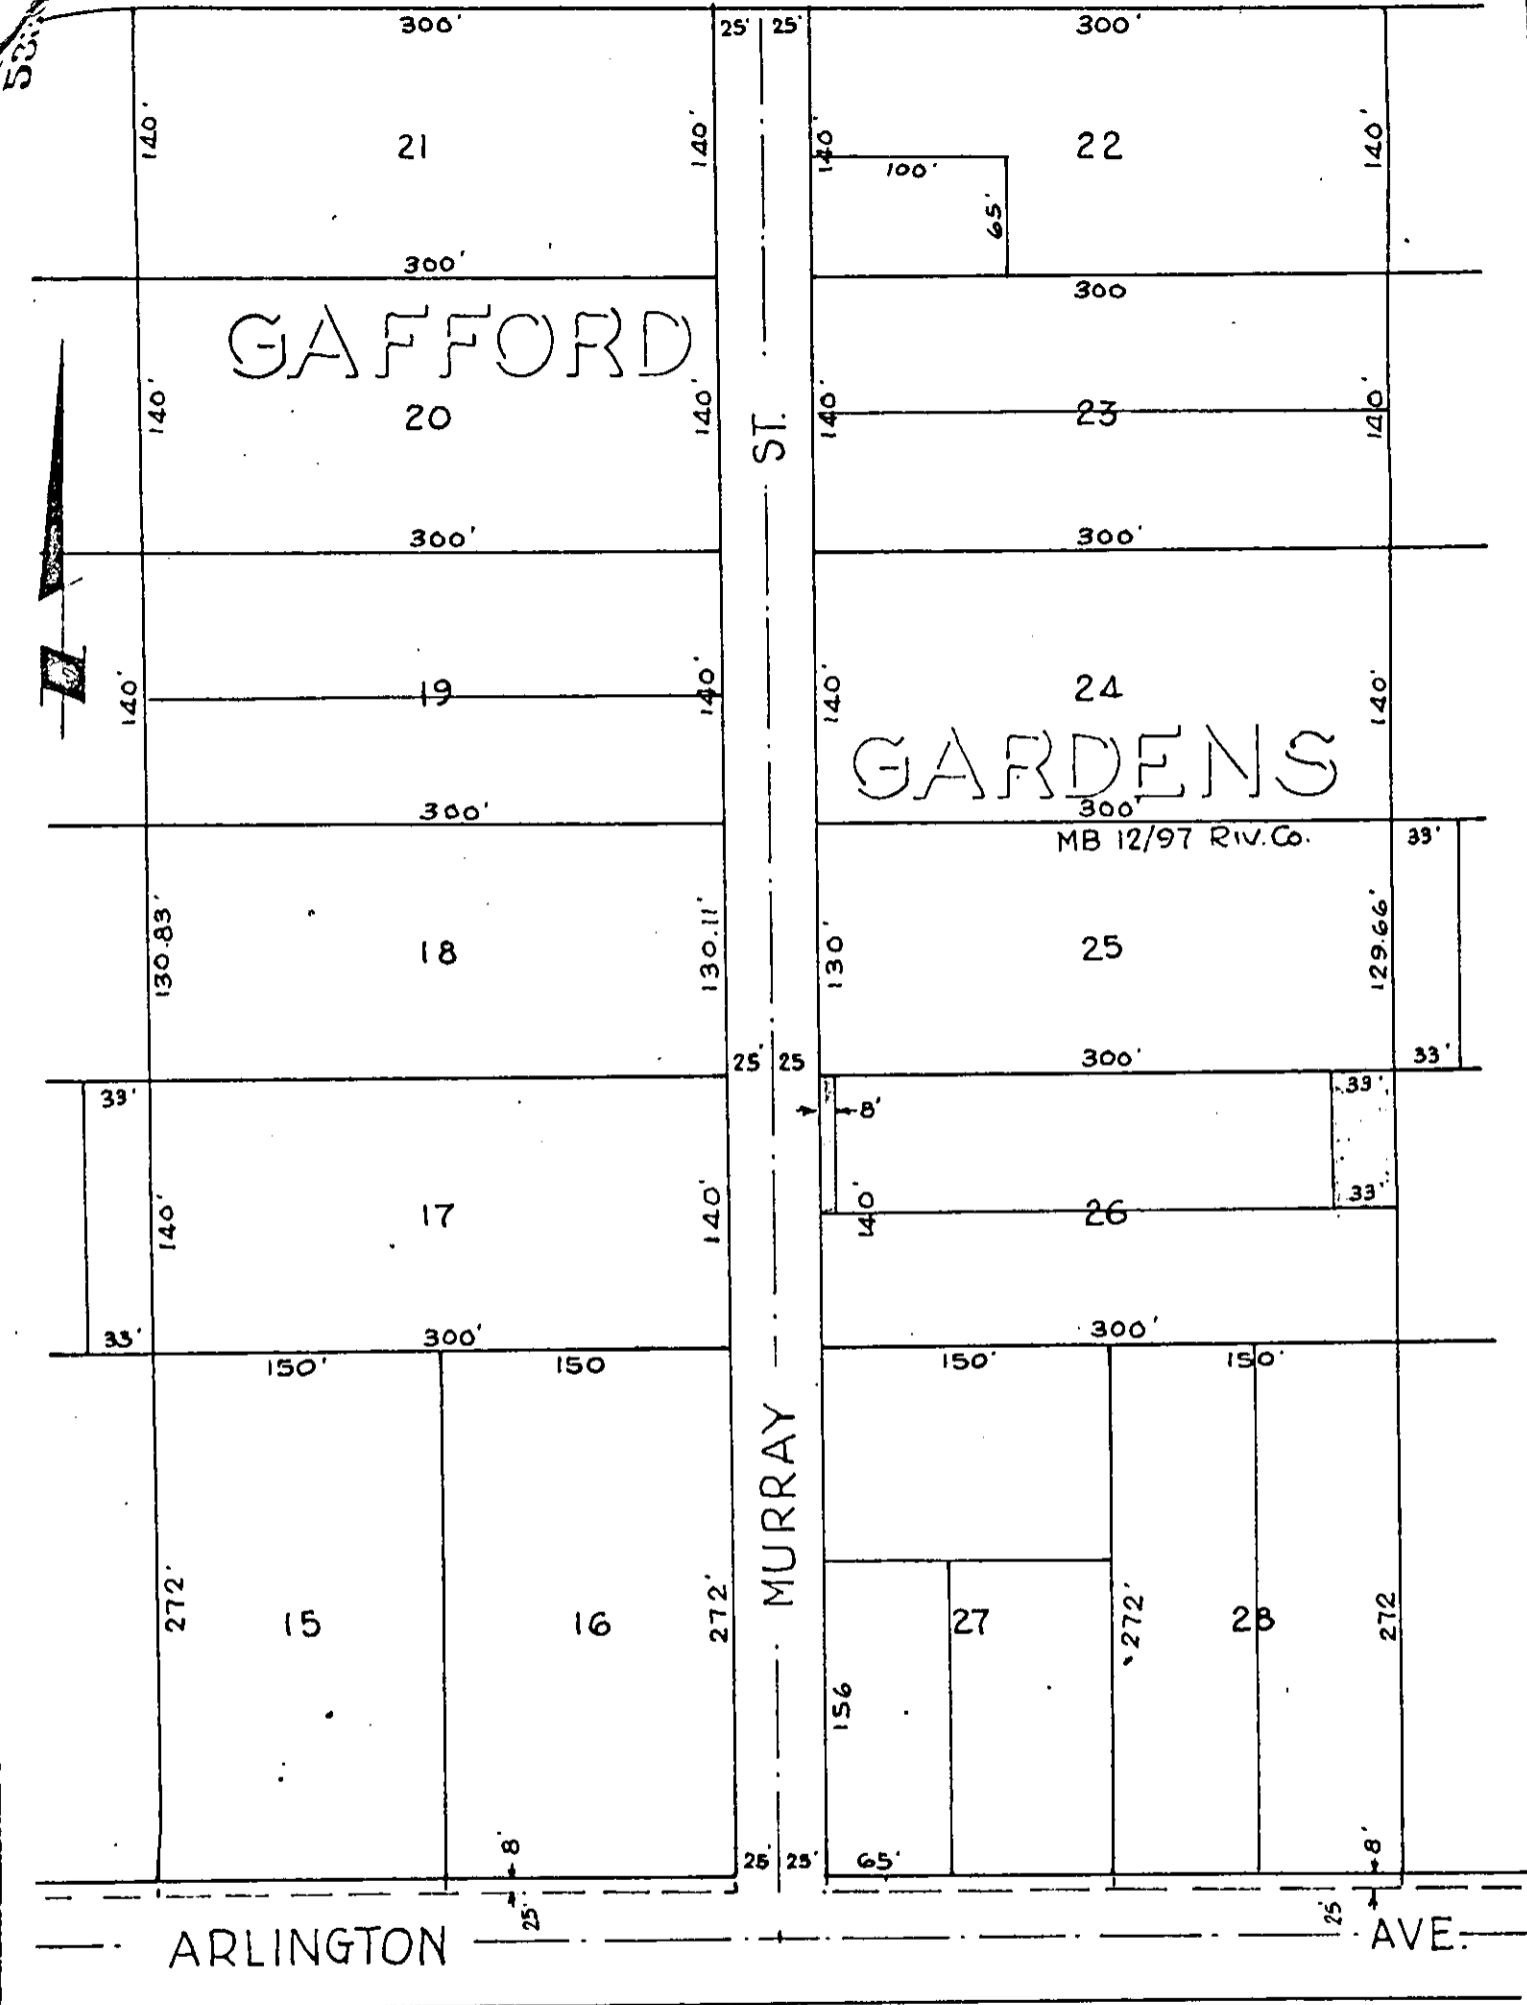 53
300' 25' 25' 300'
140' 21 140' 140' 22 140'
100'
65'
300' 300
GAFFORD
140' 20 140' ST. 140' 23 140'
300' 300'
N
140' 19 140' 140' 24 140'
GARDENS
300' 300'
MB 12/97 RIV. Co. 33'
130.83' 18 130.11' 130' 25 129.66'
25' 25 300' 33'
33' 8' 33'
140' 17 140' 140' 26 33'
33' 300' 300'
150' 150 150' 150'
MURRAY
272' 15 16 272' 27 272' 28 272
156
8' 25' 25' 65' 8'
25' 25'
ARLINGTON AVE.